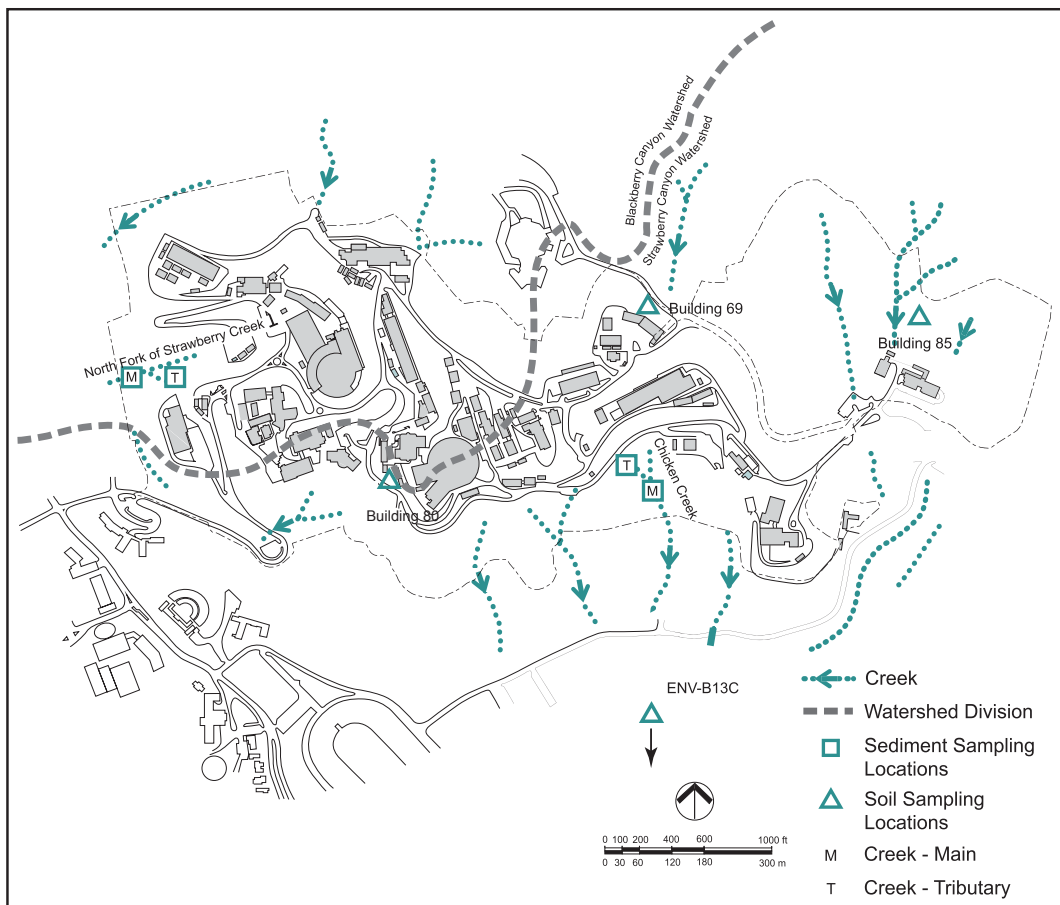 Blackberry Canyon Watershed
Strawberry Canyon Watershed
Building 69
Building 85
North Fork of Strawberry Creek
M
T
Chicken Creek
T
M
Building 80
ENV-B13C
Creek
Watershed Division
Sediment Sampling
Locations
Soil Sampling
Locations
M Creek - Main
T Creek - Tributary
0 100 200 400 600 1000 ft
0 30 60 120 180 300 m